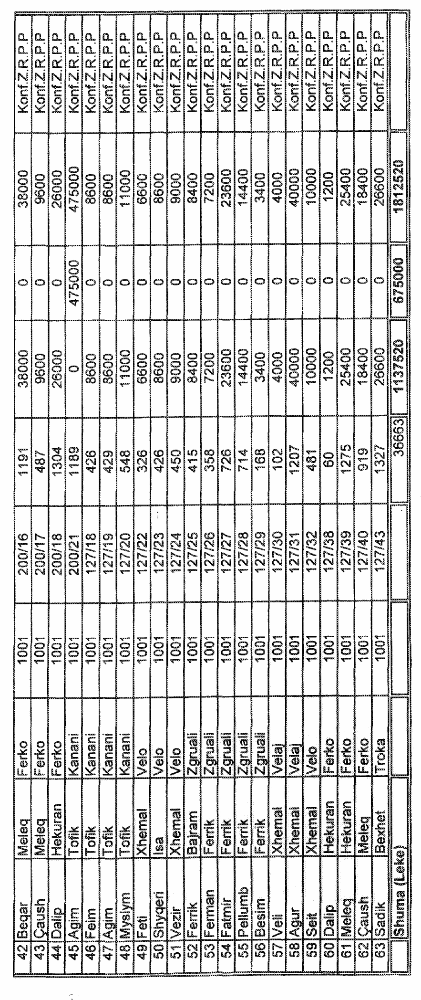 42 Beqar Meleq Ferko 1001 200/16 1191 38000 0 38000 Konf.Z.R.P.P
43 Çaush Meleq Ferko 1001 200/17 487 9600 0 9600 Konf.Z.R.P.P
44 Dalip Hekuran Ferko 1001 200/18 1304 26000 0 26000 Konf.Z.R.P.P
45 Agim Tofik Kanani 1001 200/21 1189 0 475000 475000 Konf.Z.R.P.P
46 Feim Tofik Kanani 1001 127/18 426 8600 0 8600 Konf.Z.R.P.P
47 Agim Tofik Kanani 1001 127/19 429 8600 0 8600 Konf.Z.R.P.P
48 Myslym Tofik Kanani 1001 127/20 548 11000 0 11000 Konf.Z.R.P.P
49 Feti Xhemal Velo 1001 127/22 326 6600 0 6600 Konf.Z.R.P.P
50 Shyqeri Isa Velo 1001 127/23 426 8600 0 8600 Konf.Z.R.P.P
51 Vezir Xhemal Velo 1001 127/24 450 9000 0 9000 Konf.Z.R.P.P
52 Ferrik Bajram Zgruali 1001 127/25 415 8400 0 8400 Konf.Z.R.P.P
53 Ferman Ferrik Zgruali 1001 127/26 358 7200 0 7200 Konf.Z.R.P.P
54 Fatmir Ferrik Zgruali 1001 127/27 726 23600 0 23600 Konf.Z.R.P.P
55 Pellumb Ferrik Zgruali 1001 127/28 714 14400 0 14400 Konf.Z.R.P.P
56 Besim Ferrik Zgruali 1001 127/29 168 3400 0 3400 Konf.Z.R.P.P
57 Veli Xhemal Velaj 1001 127/30 102 4000 0 4000 Konf.Z.R.P.P
58 Agur Xhemal Velaj 1001 127/31 1207 40000 0 40000 Konf.Z.R.P.P
59 Seit Xhemal Velo 1001 127/32 481 10000 0 10000 Konf.Z.R.P.P
60 Dalip Hekuran Ferko 1001 127/38 60 1200 0 1200 Konf.Z.R.P.P
61 Meleq Hekuran Ferko 1001 127/39 1275 25400 0 25400 Konf.Z.R.P.P
62 Çaush Meleq Ferko 1001 127/40 919 18400 0 18400 Konf.Z.R.P.P
63 Sadik Bexhet Troka 1001 127/43 1327 26600 0 26600 Konf.Z.R.P.P
Shuma (Leke) 36663 1137520 675000 1812520